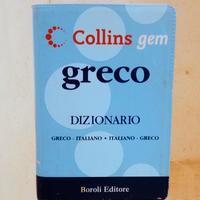 Collins gem
greco
DIZIONARIO
GRECO - ITALIANO • ITALIANO - GRECO
Boroli Editore